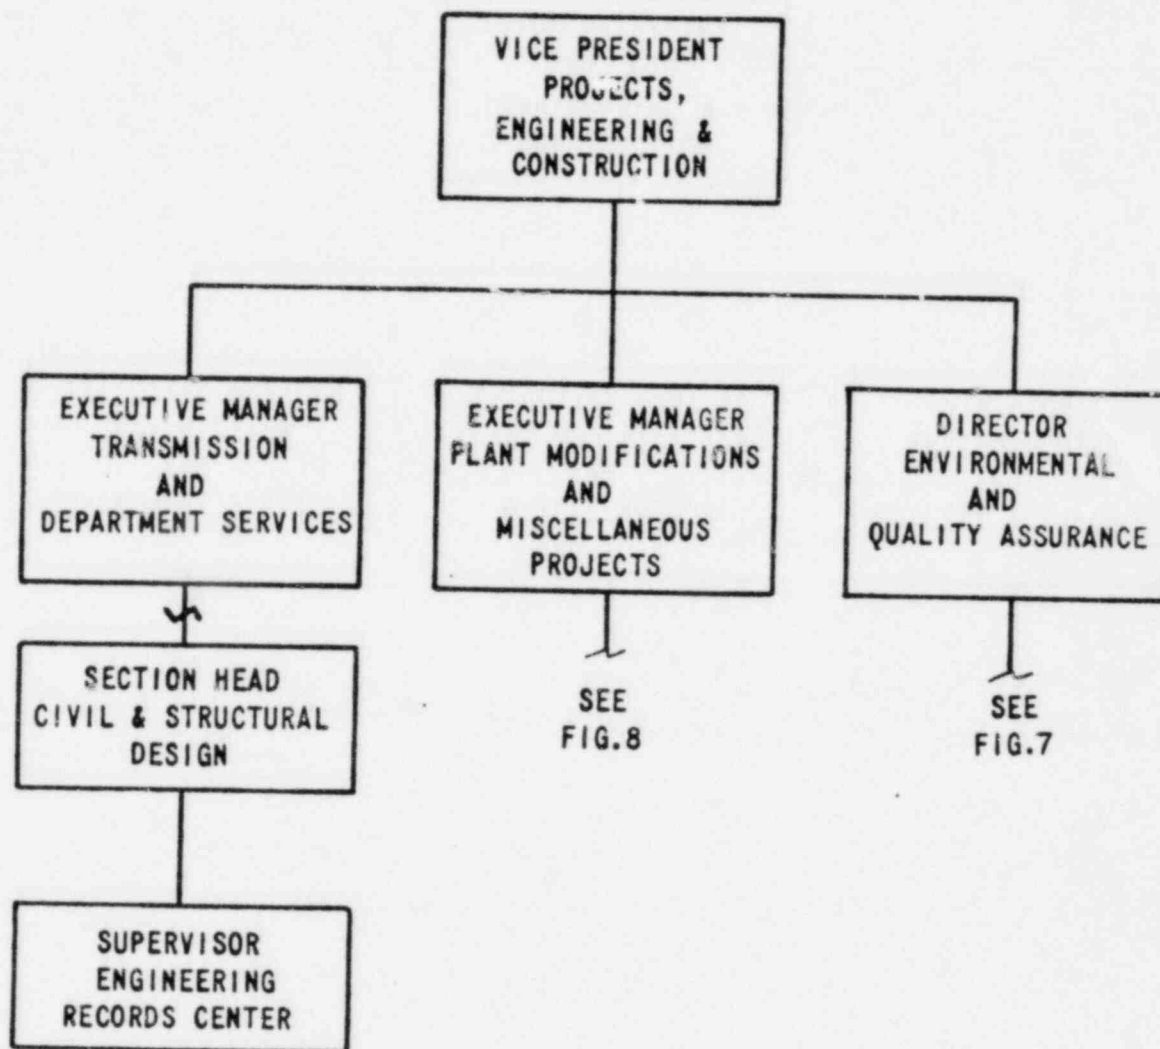 VICE PRESIDENT
PROJECTS,
ENGINEERING &
CONSTRUCTION
EXECUTIVE MANAGER
TRANSMISSION
AND
DEPARTMENT SERVICES
EXECUTIVE MANAGER
PLANT MODIFICATIONS
AND
MISCELLANEOUS
PROJECTS
DIRECTOR
ENVIRONMENTAL
AND
QUALITY ASSURANCE
SECTION HEAD
CIVIL & STRUCTURAL
DESIGN
SEE
FIG.8
SEE
FIG.7
SUPERVISOR
ENGINEERING
RECORDS CENTER